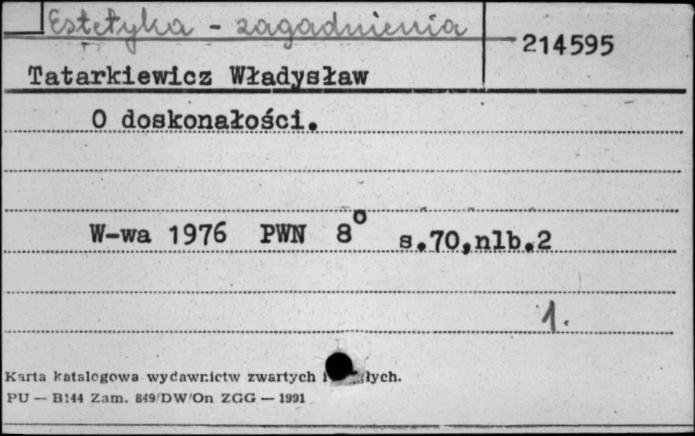 Estetyka - zagadnienia
214595
Tatarkiewicz Władysław
O doskonałości.
W-wa 1976 PWN 8° s.70,nlb.2
1.
Karta katalogowa wydawnictw zwartych i
PU — B144 Zam. 849/DW/On ZGG — 1991